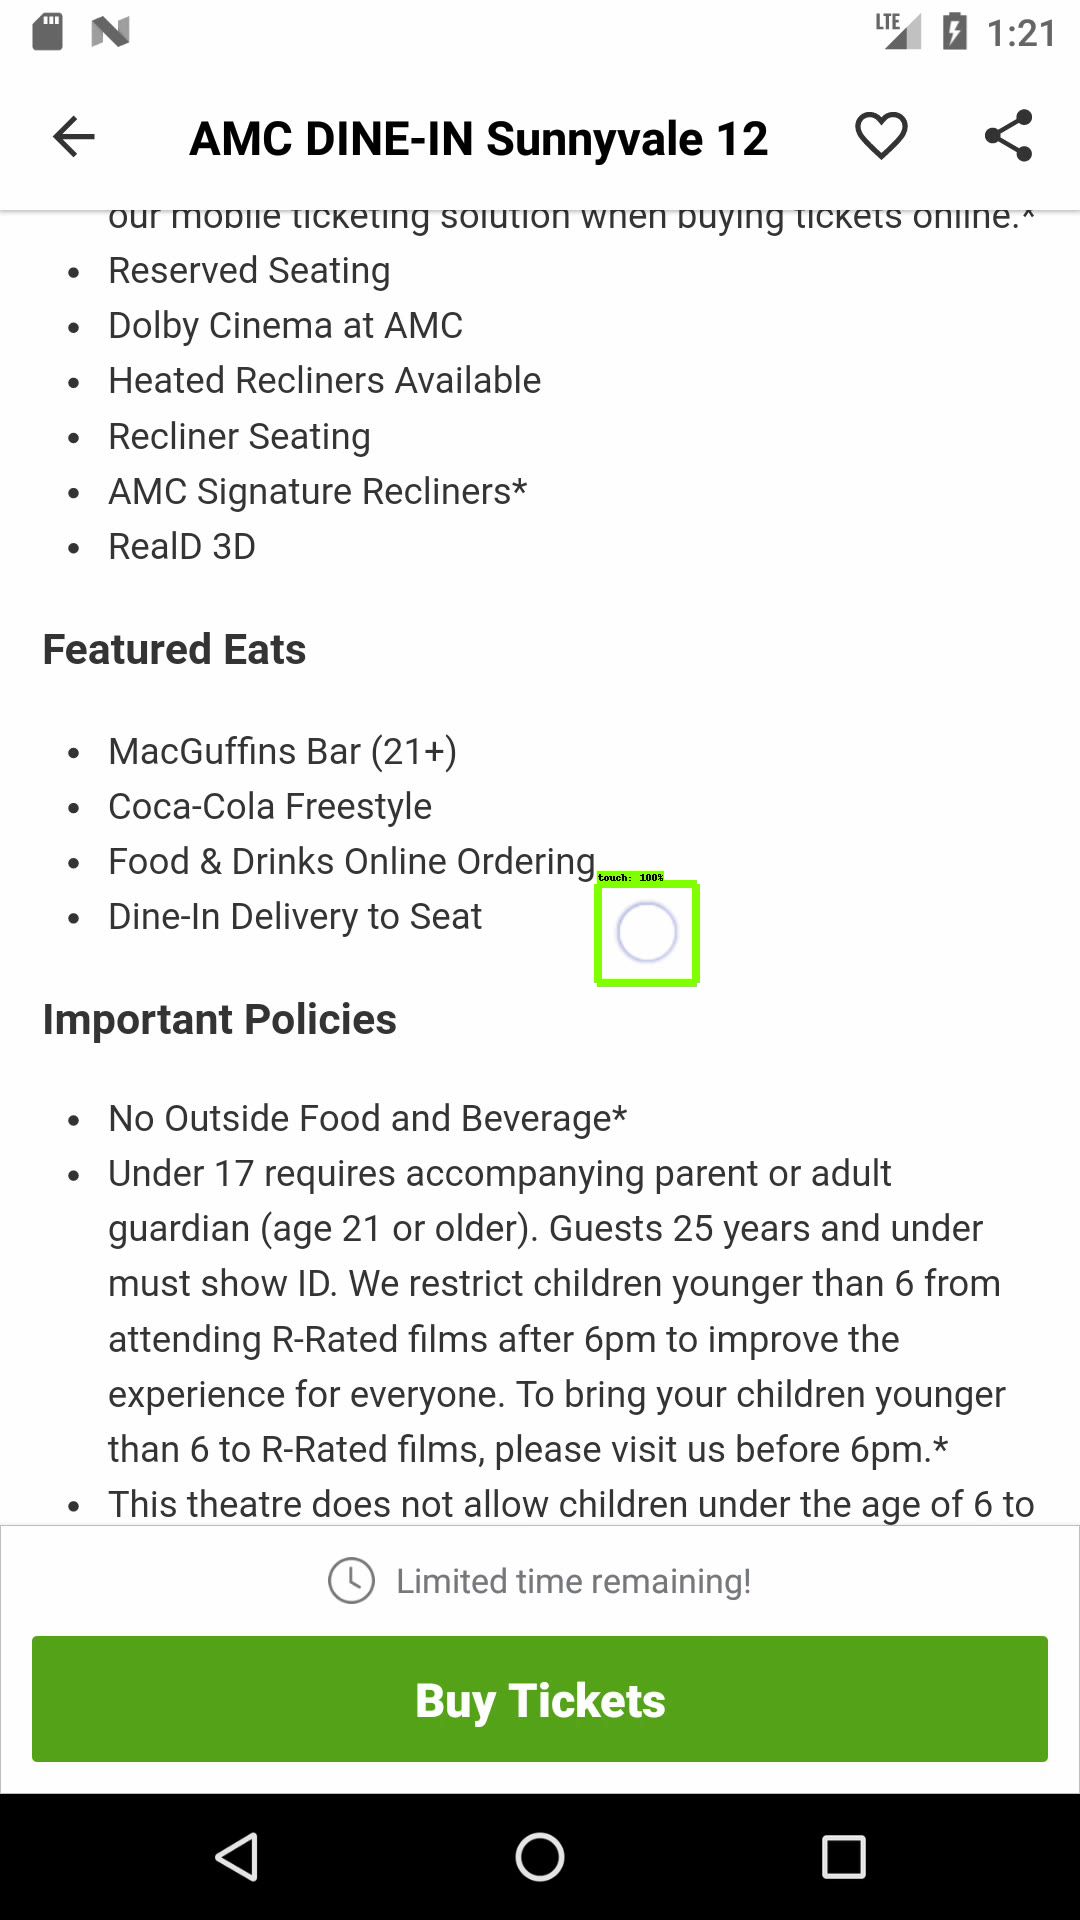 LTE 1:21
AMC DINE-IN Sunnyvale 12
our mobile ticketing solution when buying tickets online.*
Reserved Seating
Dolby Cinema at AMC
Heated Recliners Available
Recliner Seating
AMC Signature Recliners*
RealD 3D
Featured Eats
MacGuffins Bar (21+)
Coca-Cola Freestyle
Food & Drinks Online Ordering
touch: 100%
Dine-In Delivery to Seat
Important Policies
No Outside Food and Beverage*
Under 17 requires accompanying parent or adult
guardian (age 21 or older). Guests 25 years and under
must show ID. We restrict children younger than 6 from
attending R-Rated films after 6pm to improve the
experience for everyone. To bring your children younger
than 6 to R-Rated films, please visit us before 6pm.*
This theatre does not allow children under the age of 6 to
Limited time remaining!
Buy Tickets